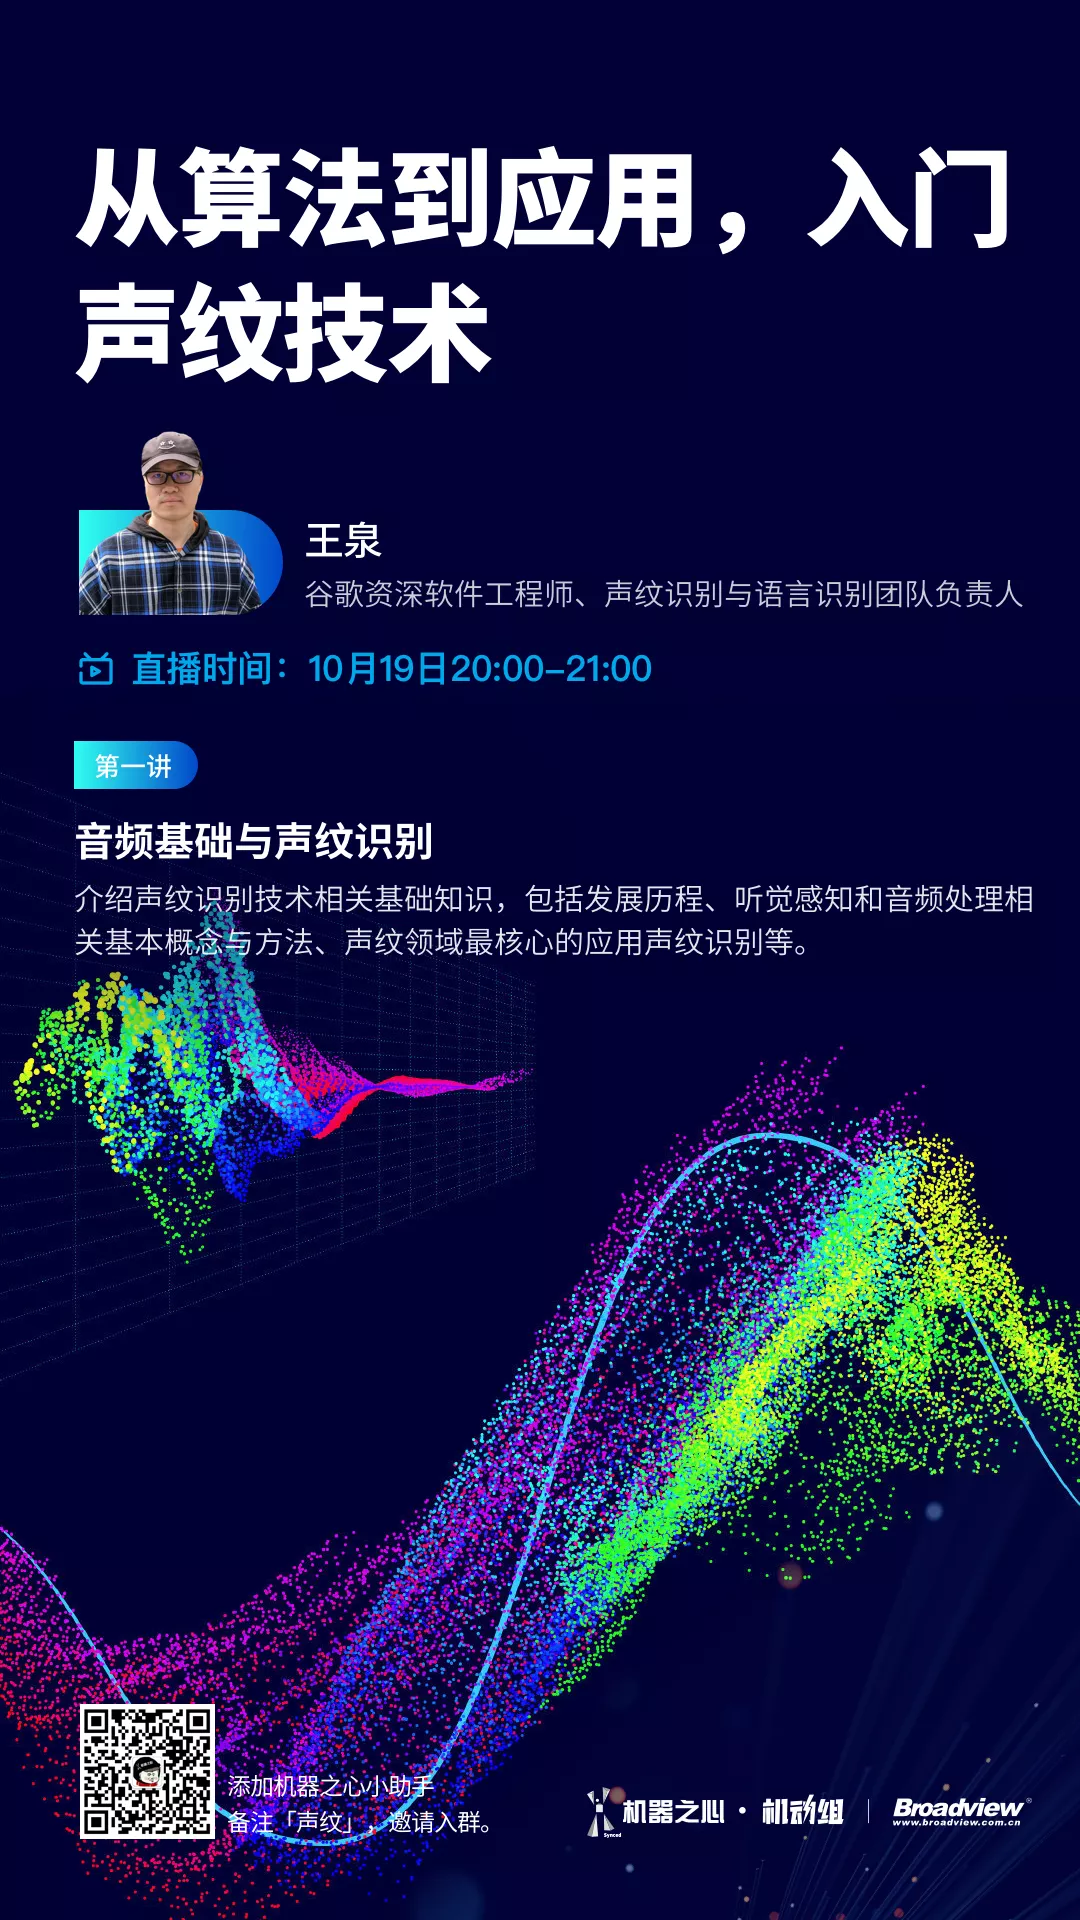 从算法到应用，入门
声纹技术
王泉
谷歌资深软件工程师、声纹识别与语言识别团队负责人
直播时间：10月19日20:00-21:00
第一讲
音频基础与声纹识别
介绍声纹识别技术相关基础知识，包括发展历程、听觉感知和音频处理相
关基本概念与方法、声纹领域最核心的应用声纹识别等。
添加机器之心小助手
备注「声纹」，邀请入群。
Synced
机器之心·机动组
Broadview®
www.broadview.com.cn